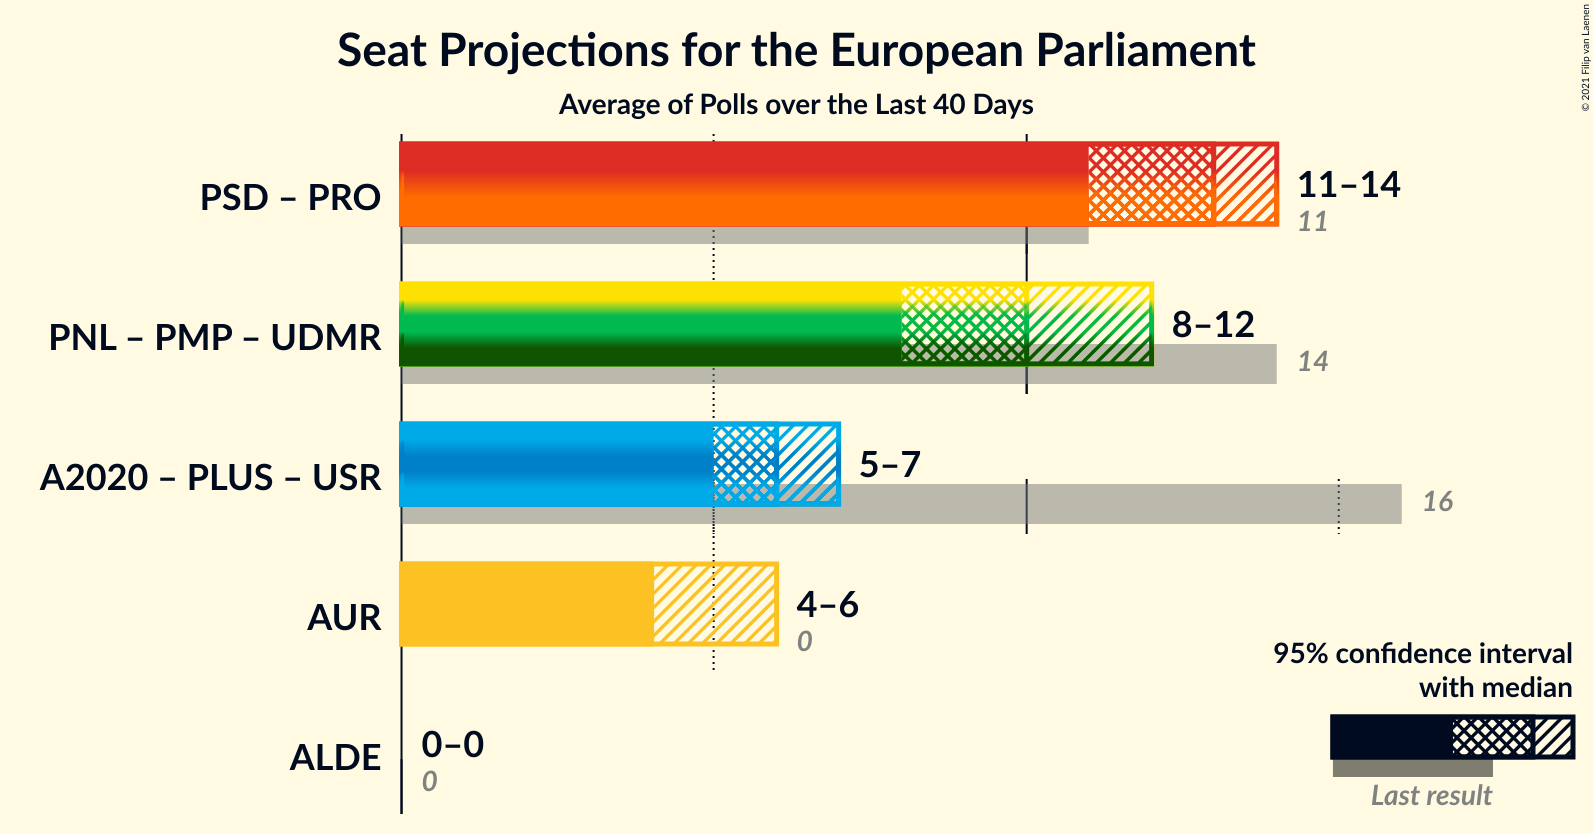 Seat Projections for the European Parliament
Average of Polls over the Last 40 Days
© 2021 Filip van Laenen
PSD – PRO
11–14
11
PNL – PMP – UDMR
8–12
14
A2020 – PLUS – USR
5–7
16
AUR
4–6
0
ALDE
0–0
0
95% confidence interval
with median
Last result